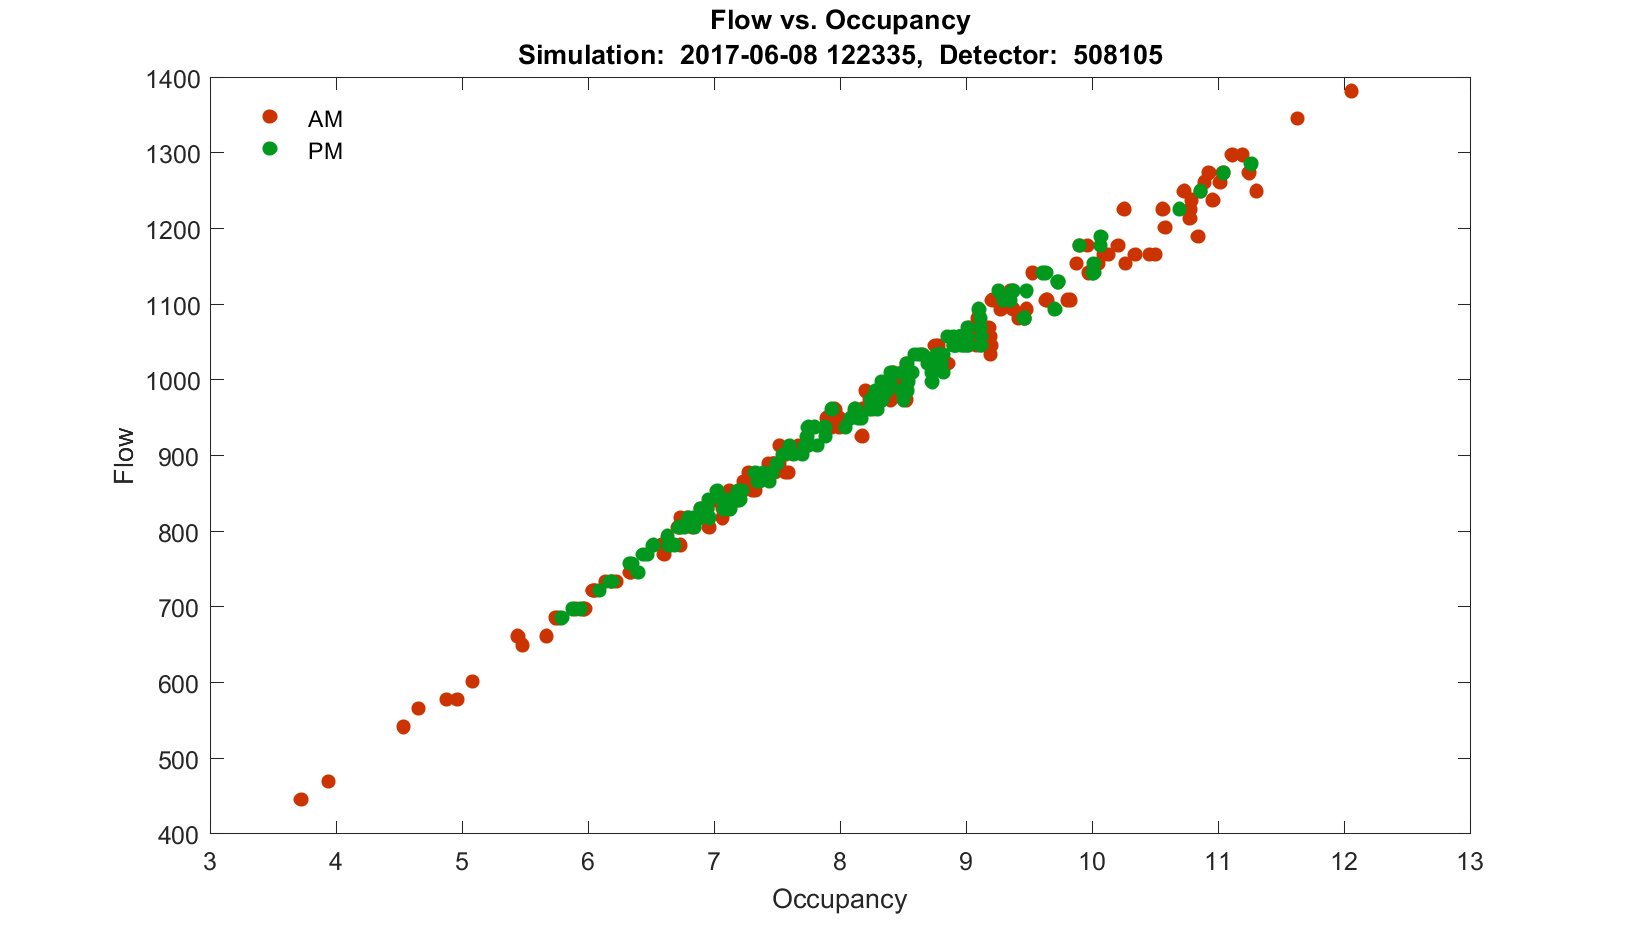 Flow vs. Occupancy
Simulation:  2017-06-08 122335,  Detector:  508105
1400
1300
1200
1100
1000
900
800
700
600
500
400
AM
PM
Flow
3 4 5 6 7 8 9 10 11 12 13
Occupancy